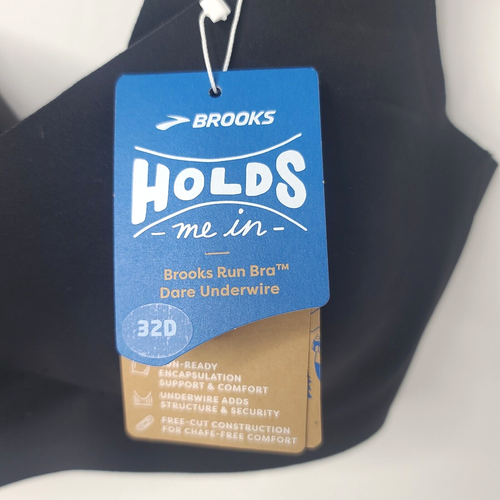 BROOKS
HOLDS
- me in -
Brooks Run Bra™
Dare Underwire
32D
ENCAPSULATION
SUPPORT & COMFORT
UNDERWIRE ADDS
STRUCTURE & SECURITY
FREE-CUT CONSTRUCTION
FOR CHAFE-FREE COMFORT